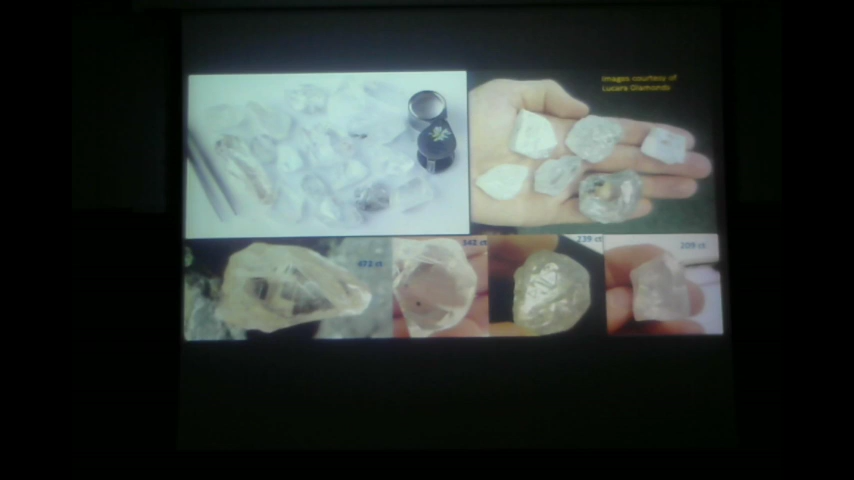 Images courtesy of
Lucara Diamonds
472 ct
342 ct
239 ct
209 ct